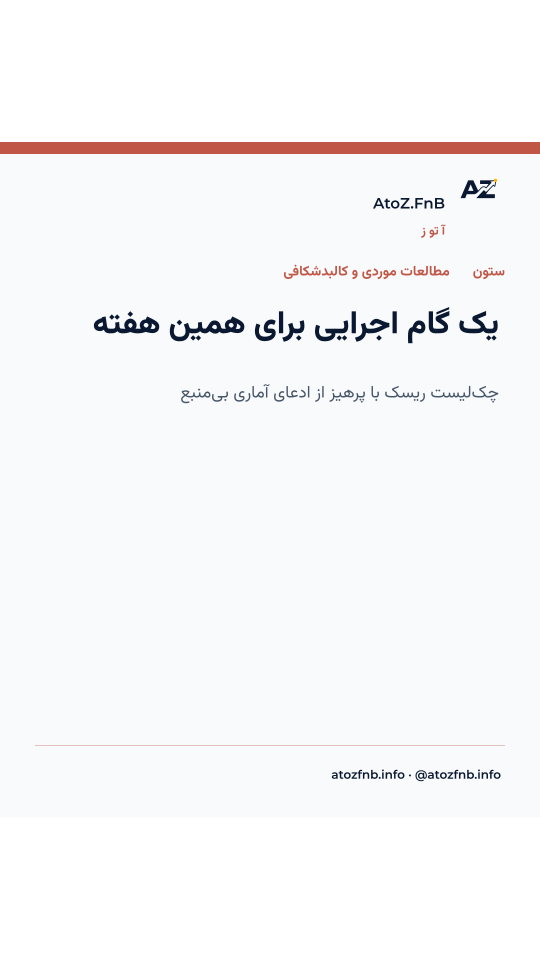 AZ
AtoZ.FnB
آ تو ز
ستون مطالعات موردی و کالبدشکافی
یک گام اجرایی برای همین هفته
چک‌لیست ریسک با پرهیز از ادعای آماری بی‌منبع
atozfnb.info · @atozfnb.info